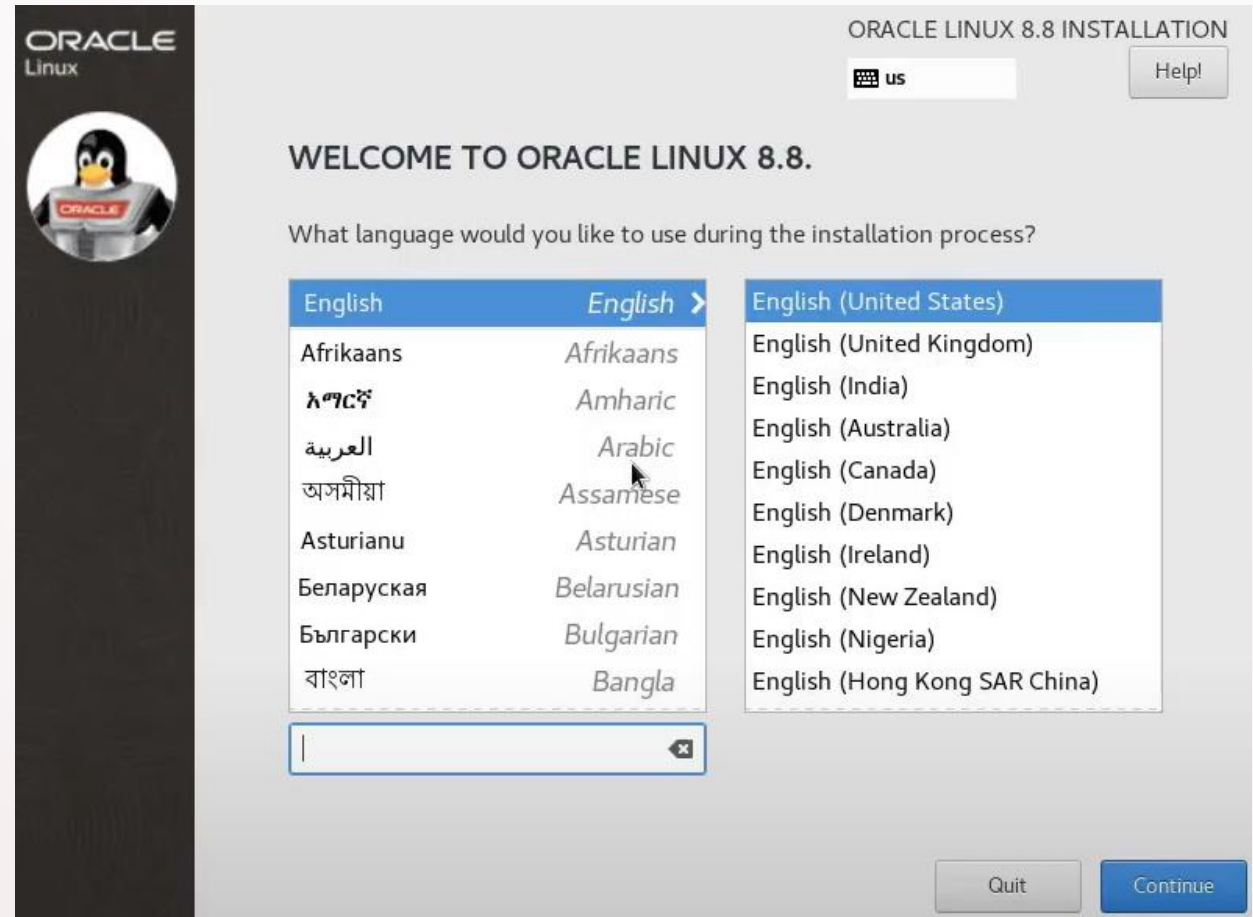 ORACLE
Linux
ORACLE
ORACLE LINUX 8.8 INSTALLATION
us
Help!
WELCOME TO ORACLE LINUX 8.8.
What language would you like to use during the installation process?
English English
Afrikaans Afrikaans
አማርኛ Amharic
العربية Arabic
অসমীয়া Assamese
Asturianu Asturian
Беларуская Belarusian
Български Bulgarian
বাংলা Bangla
English (United States)
English (United Kingdom)
English (India)
English (Australia)
English (Canada)
English (Denmark)
English (Ireland)
English (New Zealand)
English (Nigeria)
English (Hong Kong SAR China)
Quit
Continue